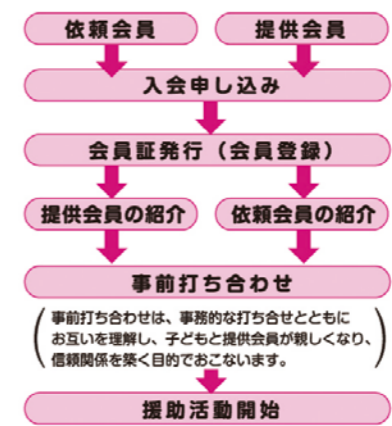 依頼会員
提供会員
入会申し込み
会員証発行（会員登録）
提供会員の紹介
依頼会員の紹介
事前打ち合わせ
（事前打ち合わせは、事務的な打ち合せとともに
お互いを理解し、子どもと提供会員が親しくなり、
信頼関係を築く目的でおこないます。）
援助活動開始